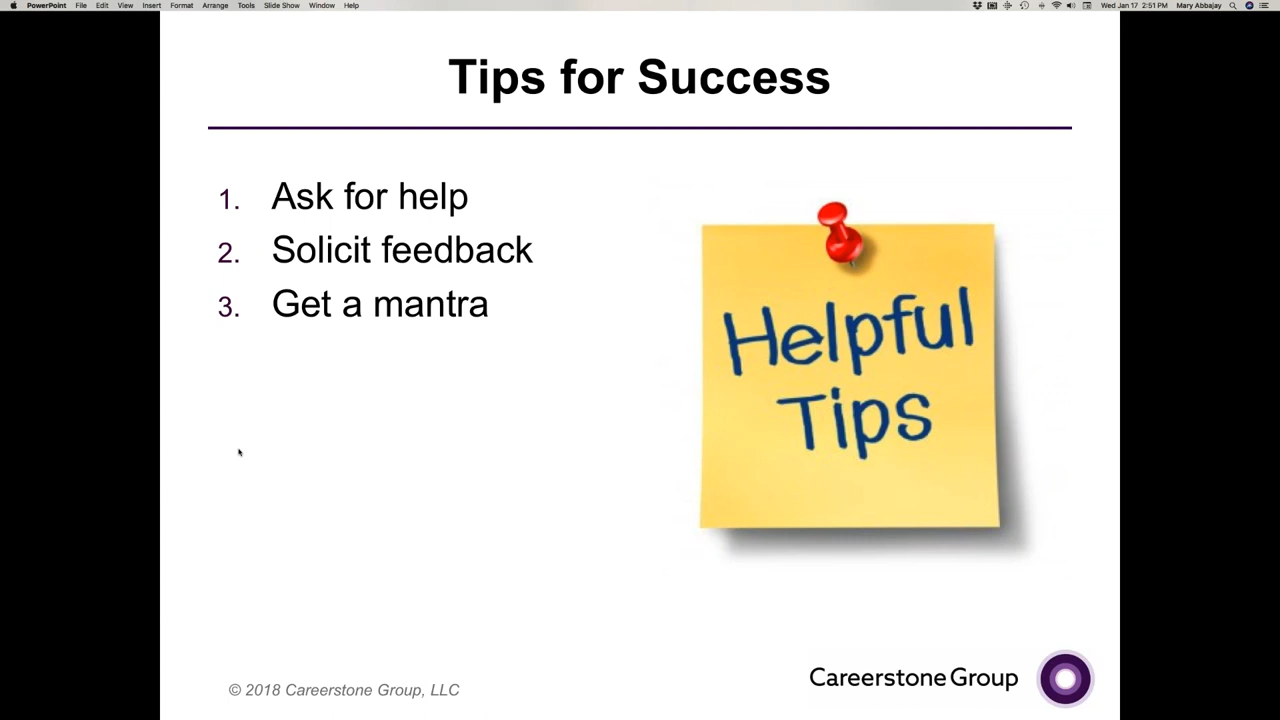 PowerPoint File Edit View Insert Format Arrange Tools Slide Show Window Help Wed Jan 17 2:51 PM Mary Abbajay
Tips for Success
1. Ask for help
2. Solicit feedback
3. Get a mantra
Helpful
Tips
© 2018 Careerstone Group, LLC
Careerstone Group